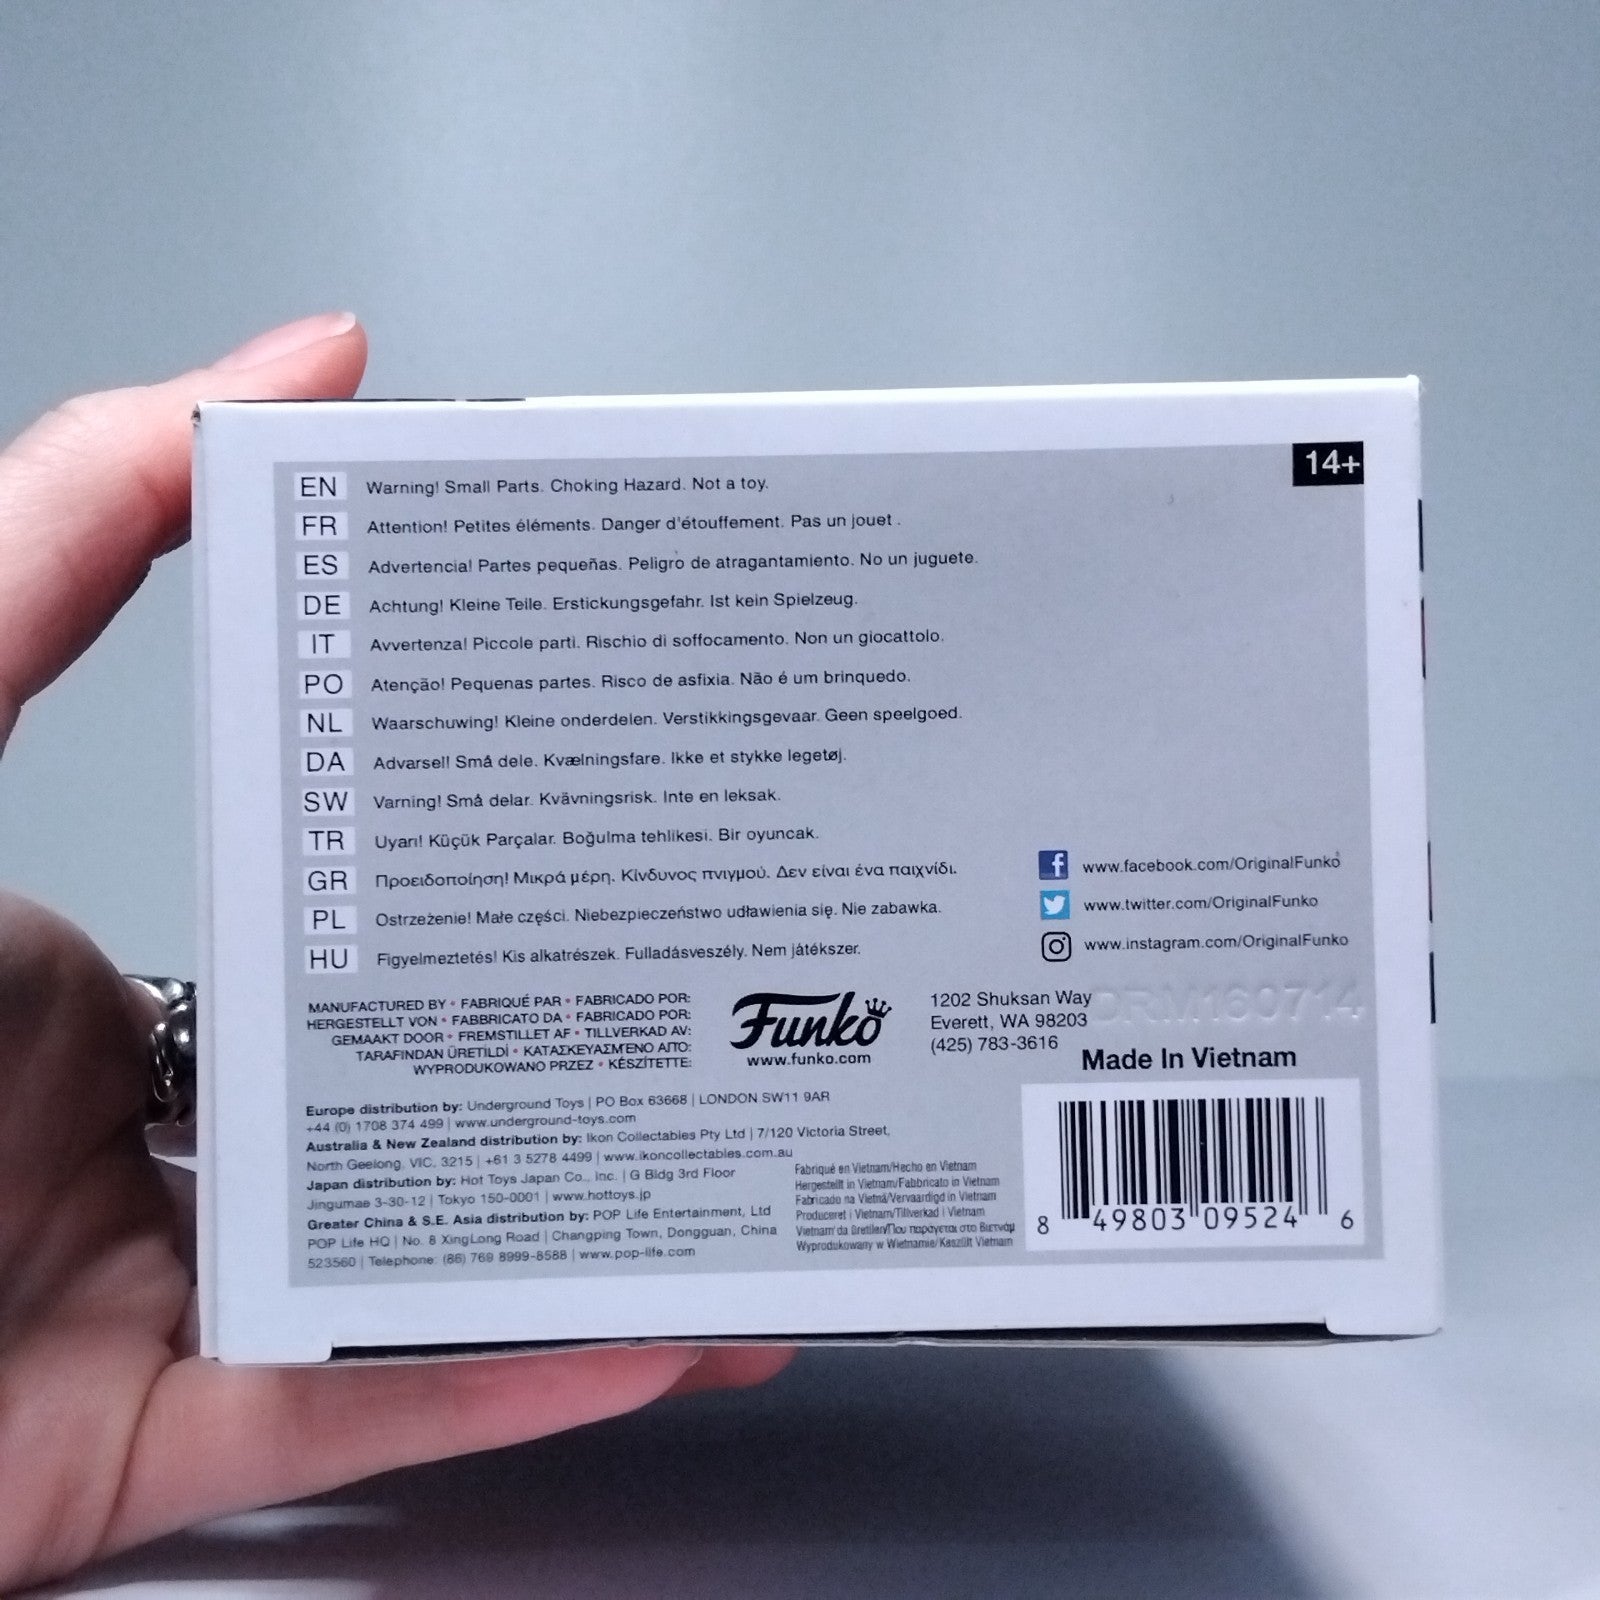 14+
EN Warning! Small Parts. Choking Hazard. Not a toy.
FR Attention! Petites éléments. Danger d'étouffement. Pas un jouet .
ES Advertencia! Partes pequeñas. Peligro de atragantamiento. No un juguete.
DE Achtung! Kleine Teile. Erstickungsgefahr. Ist kein Spielzeug.
IT Avvertenza! Piccole parti. Rischio di soffocamento. Non un giocattolo.
PO Atenção! Pequenas partes. Risco de asfixia. Não é um brinquedo.
NL Waarschuwing! Kleine onderdelen. Verstikkingsgevaar. Geen speelgoed.
DA Advarsel! Små dele. Kvælningsfare. Ikke et stykke legetøj.
SW Varning! Små delar. Kvävningsrisk. Inte en leksak.
TR Uyarı! Küçük Parçalar. Boğulma tehlikesi. Bir oyuncak.
GR Προειδοποίηση! Μικρά μέρη. Κίνδυνος πνιγμού. Δεν είναι ένα παιχνίδι.
PL Ostrzeżenie! Małe części. Niebezpieczeństwo udławienia się. Nie zabawka.
HU Figyelmeztetés! Kis alkatrészek. Fulladásveszély. Nem játékszer.
www.facebook.com/OriginalFunko
www.twitter.com/OriginalFunko
www.instagram.com/OriginalFunko
MANUFACTURED BY • FABRIQUÉ PAR • FABRICADO POR:
HERGESTELLT VON • FABBRICATO DA • FABRICADO POR:
GEMAAKT DOOR • FREMSTILLET AF • TILLVERKAD AV:
TARAFINDAN ÜRETILDİ • ΚΑΤΑΣΚΕΥΑΣΜΈΝΟ ΑΠΌ:
WYPRODUKOWANO PRZEZ • KÉSZÍTETTE:
Funko
www.funko.com
1202 Shuksan Way
Everett, WA 98203
(425) 783-3616
DRM160714
Made In Vietnam
Europe distribution by: Underground Toys | PO Box 63668 | LONDON SW11 9AR
+44 (0) 1708 374 499 | www.underground-toys.com
Australia & New Zealand distribution by: Ikon Collectables Pty Ltd | 7/120 Victoria Street,
North Geelong, VIC, 3215 | +61 3 5278 4499 | www.ikoncollectables.com.au
Japan distribution by: Hot Toys Japan Co., Inc. | G Bldg 3rd Floor
Jingumae 3-30-12 | Tokyo 150-0001 | www.hottoys.jp
Greater China & S.E. Asia distribution by: POP Life Entertainment, Ltd
POP Life HQ | No. 8 XingLong Road | Changping Town, Dongguan, China
523560 | Telephone: (86) 769 8999-8588 | www.pop-life.com
Fabriqué en Vietnam/Hecho en Vietnam
Hergestellt in Vietnam/Fabbricato in Vietnam
Fabricado na Vietnã/Vervaardigd in Vietnam
Produceret i Vietnam/Tillverkad i Vietnam
Vietnam'da üretilen/Που παράγεται στο Βιετνάμ
Wyprodukowany w Wietnamie/Készült Vietnam
8 49803 09524 6